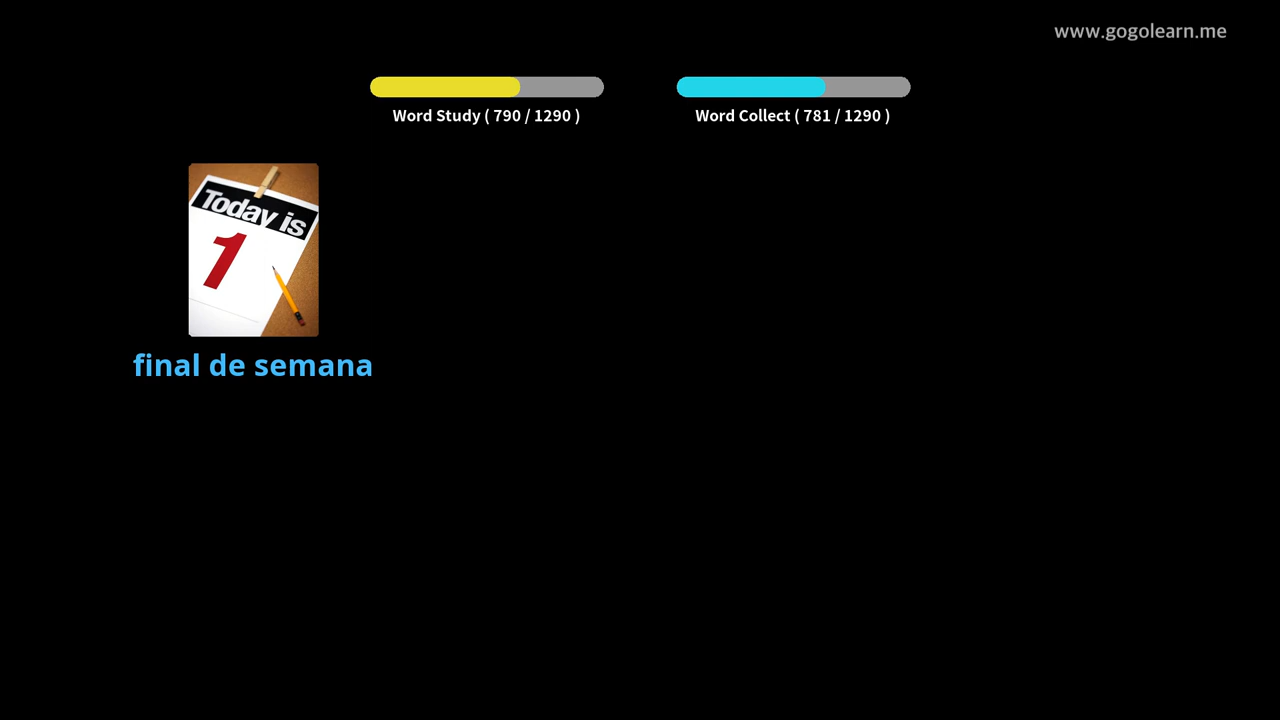 www.gogolearn.me
Word Study ( 790 / 1290 )
Word Collect ( 781 / 1290 )
Today is
1
final de semana